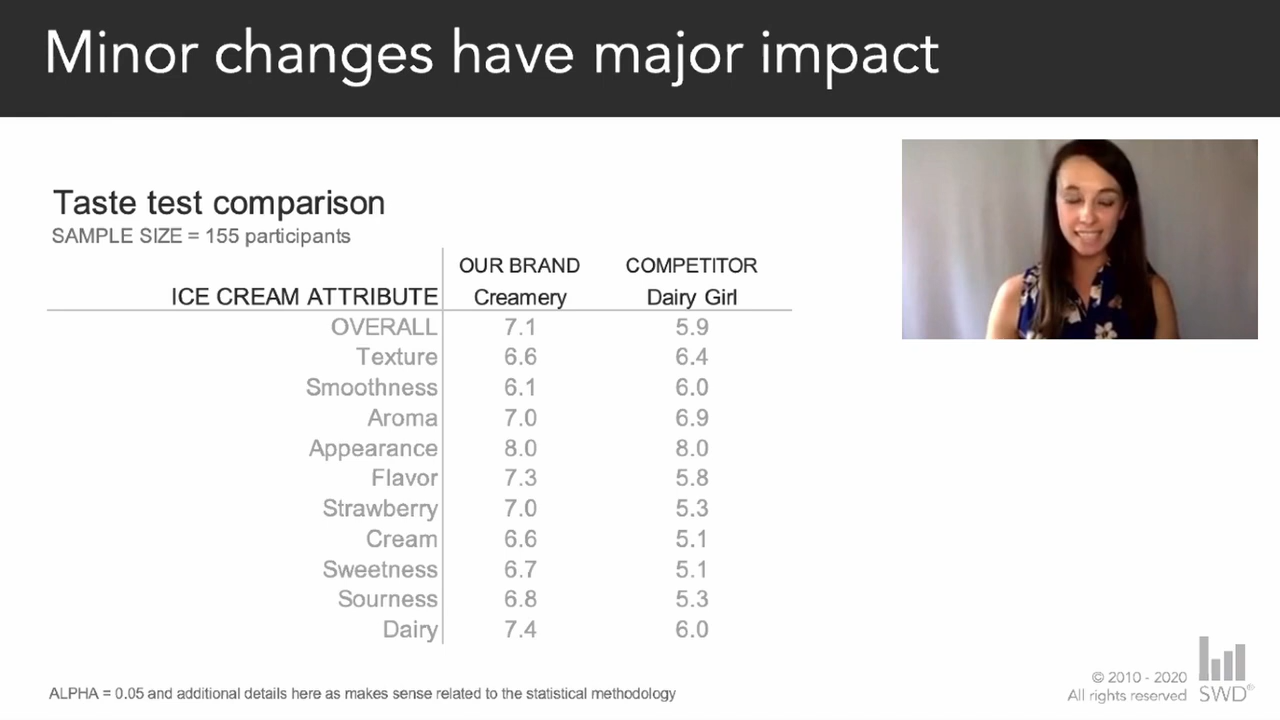 Minor changes have major impact
Taste test comparison
SAMPLE SIZE = 155 participants
OUR BRAND COMPETITOR
ICE CREAM ATTRIBUTE Creamery Dairy Girl
OVERALL 7.1 5.9
Texture 6.6 6.4
Smoothness 6.1 6.0
Aroma 7.0 6.9
Appearance 8.0 8.0
Flavor 7.3 5.8
Strawberry 7.0 5.3
Cream 6.6 5.1
Sweetness 6.7 5.1
Sourness 6.8 5.3
Dairy 7.4 6.0
ALPHA = 0.05 and additional details here as makes sense related to the statistical methodology
© 2010 - 2020
All rights reserved
SWD®